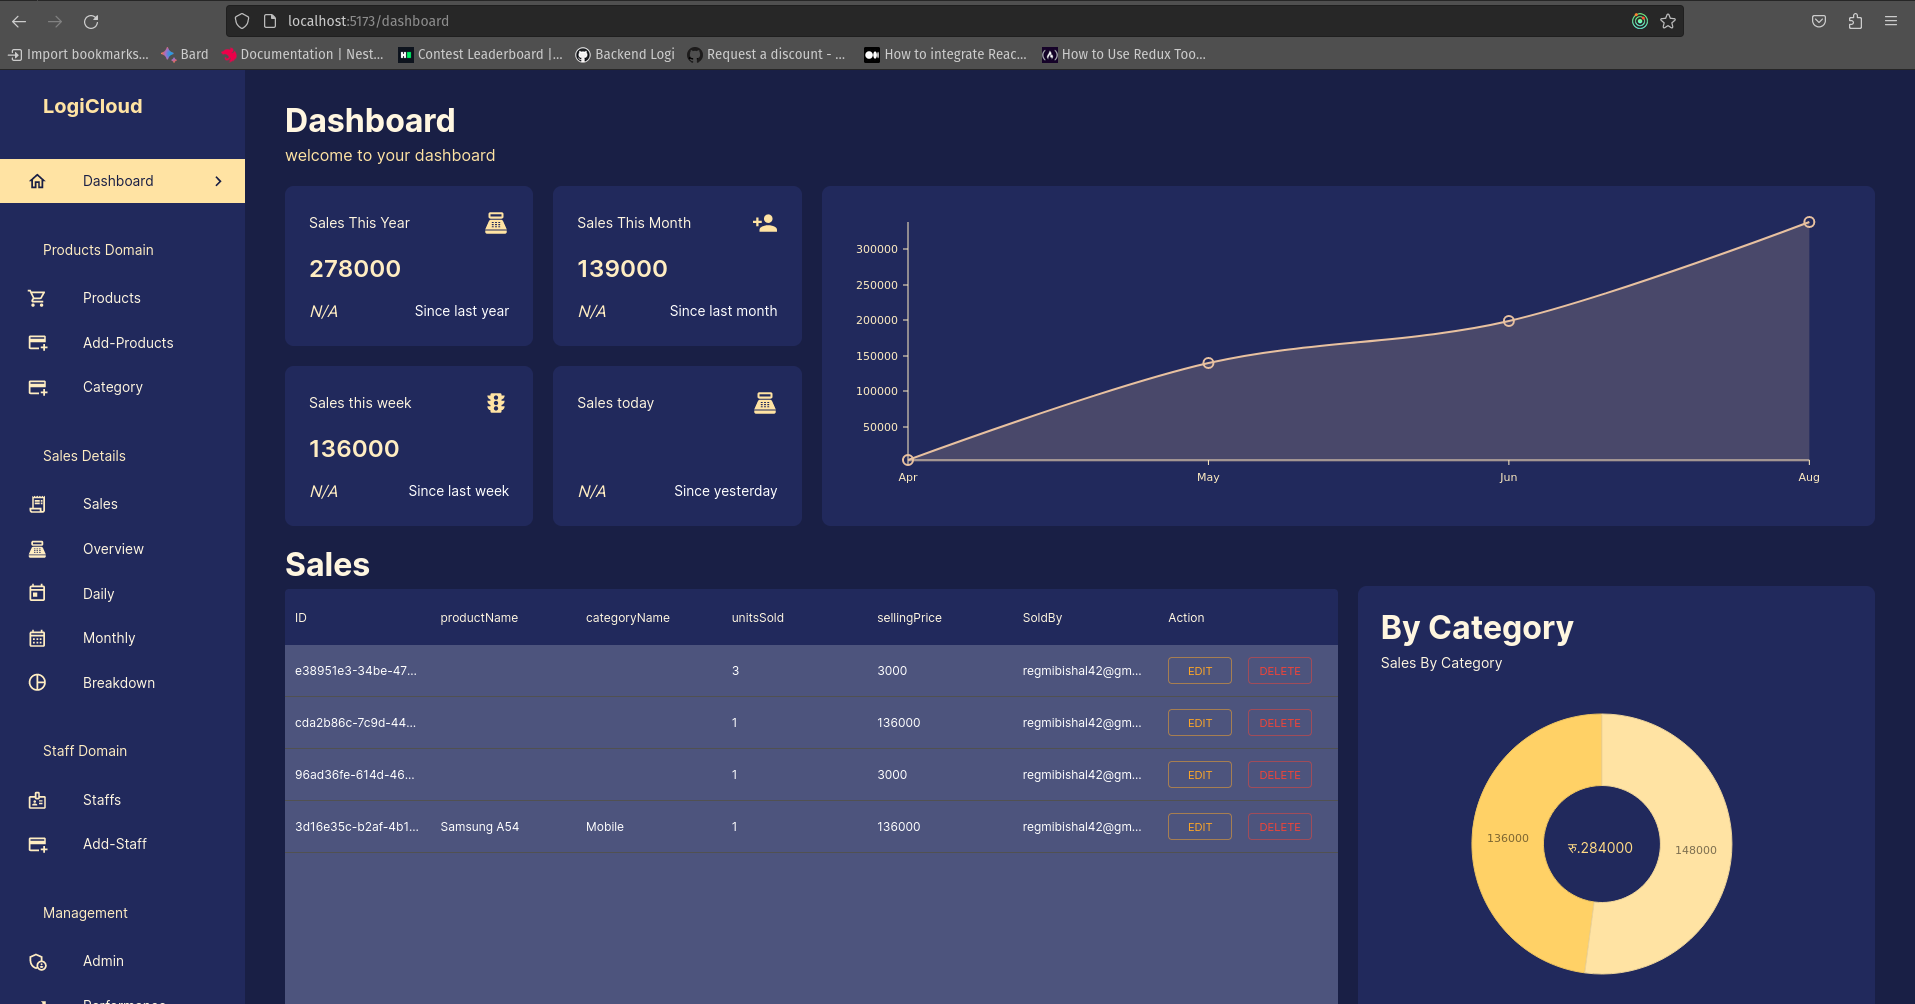 localhost:5173/dashboard
Import bookmarks...
Bard
Documentation | Nest...
Contest Leaderboard |...
Backend Logi
Request a discount - ...
How to integrate Reac...
How to Use Redux Too...
LogiCloud
Dashboard
Products Domain
Products
Add-Products
Category
Sales Details
Sales
Overview
Daily
Monthly
Breakdown
Staff Domain
Staffs
Add-Staff
Management
Admin
Dashboard
welcome to your dashboard
Sales This Year
278000
N/A Since last year
Sales This Month
139000
N/A Since last month
Sales this week
136000
N/A Since last week
Sales today
N/A Since yesterday
300000
250000
200000
150000
100000
50000
Apr May Jun Aug
Sales
ID productName categoryName unitsSold sellingPrice SoldBy Action
e38951e3-34be-47... 3 3000 regmibishal42@gm... EDIT DELETE
cda2b86c-7c9d-44... 1 136000 regmibishal42@gm... EDIT DELETE
96ad36fe-614d-46... 1 3000 regmibishal42@gm... EDIT DELETE
3d16e35c-b2af-4b1... Samsung A54 Mobile 1 136000 regmibishal42@gm... EDIT DELETE
By Category
Sales By Category
136000
रु.284000
148000